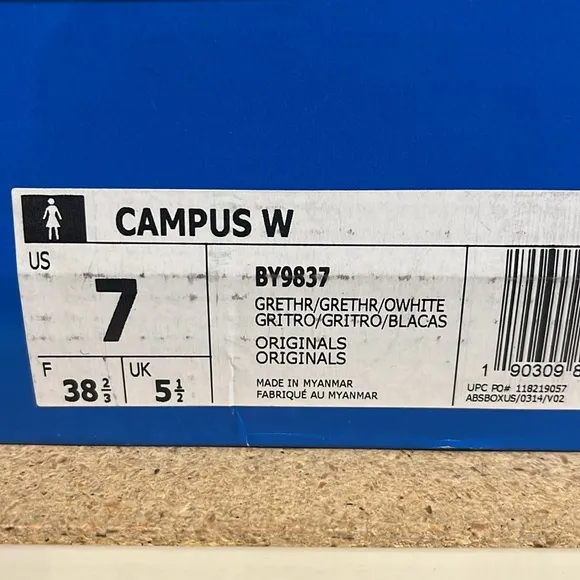 CAMPUS W
US
7
F
38 2/3
UK
5 1/2
BY9837
GRETHR/GRETHR/OWHITE
GRITRO/GRITRO/BLACAS
ORIGINALS
ORIGINALS
MADE IN MYANMAR
FABRIQUÉ AU MYANMAR
1 90309 8
UPC PO# 118219057
ABSBOXUS/0314/V02